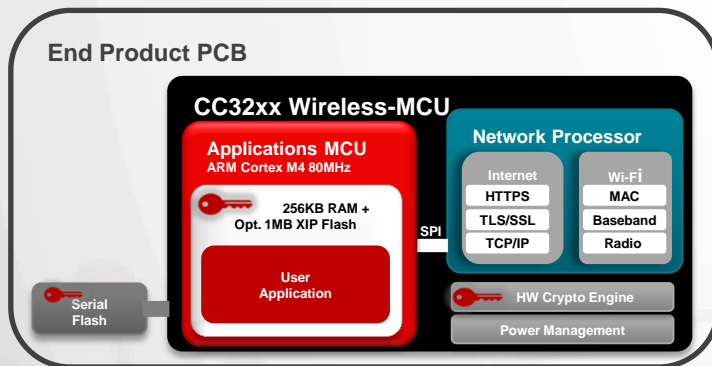 End Product PCB
CC32xx Wireless-MCU
Applications MCU
ARM Cortex M4 80MHz
256KB RAM +
Opt. 1MB XIP Flash
User
Application
SPI
Network Processor
Internet
HTTPS
TLS/SSL
TCP/IP
Wi-Fi
MAC
Baseband
Radio
HW Crypto Engine
Power Management
Serial
Flash